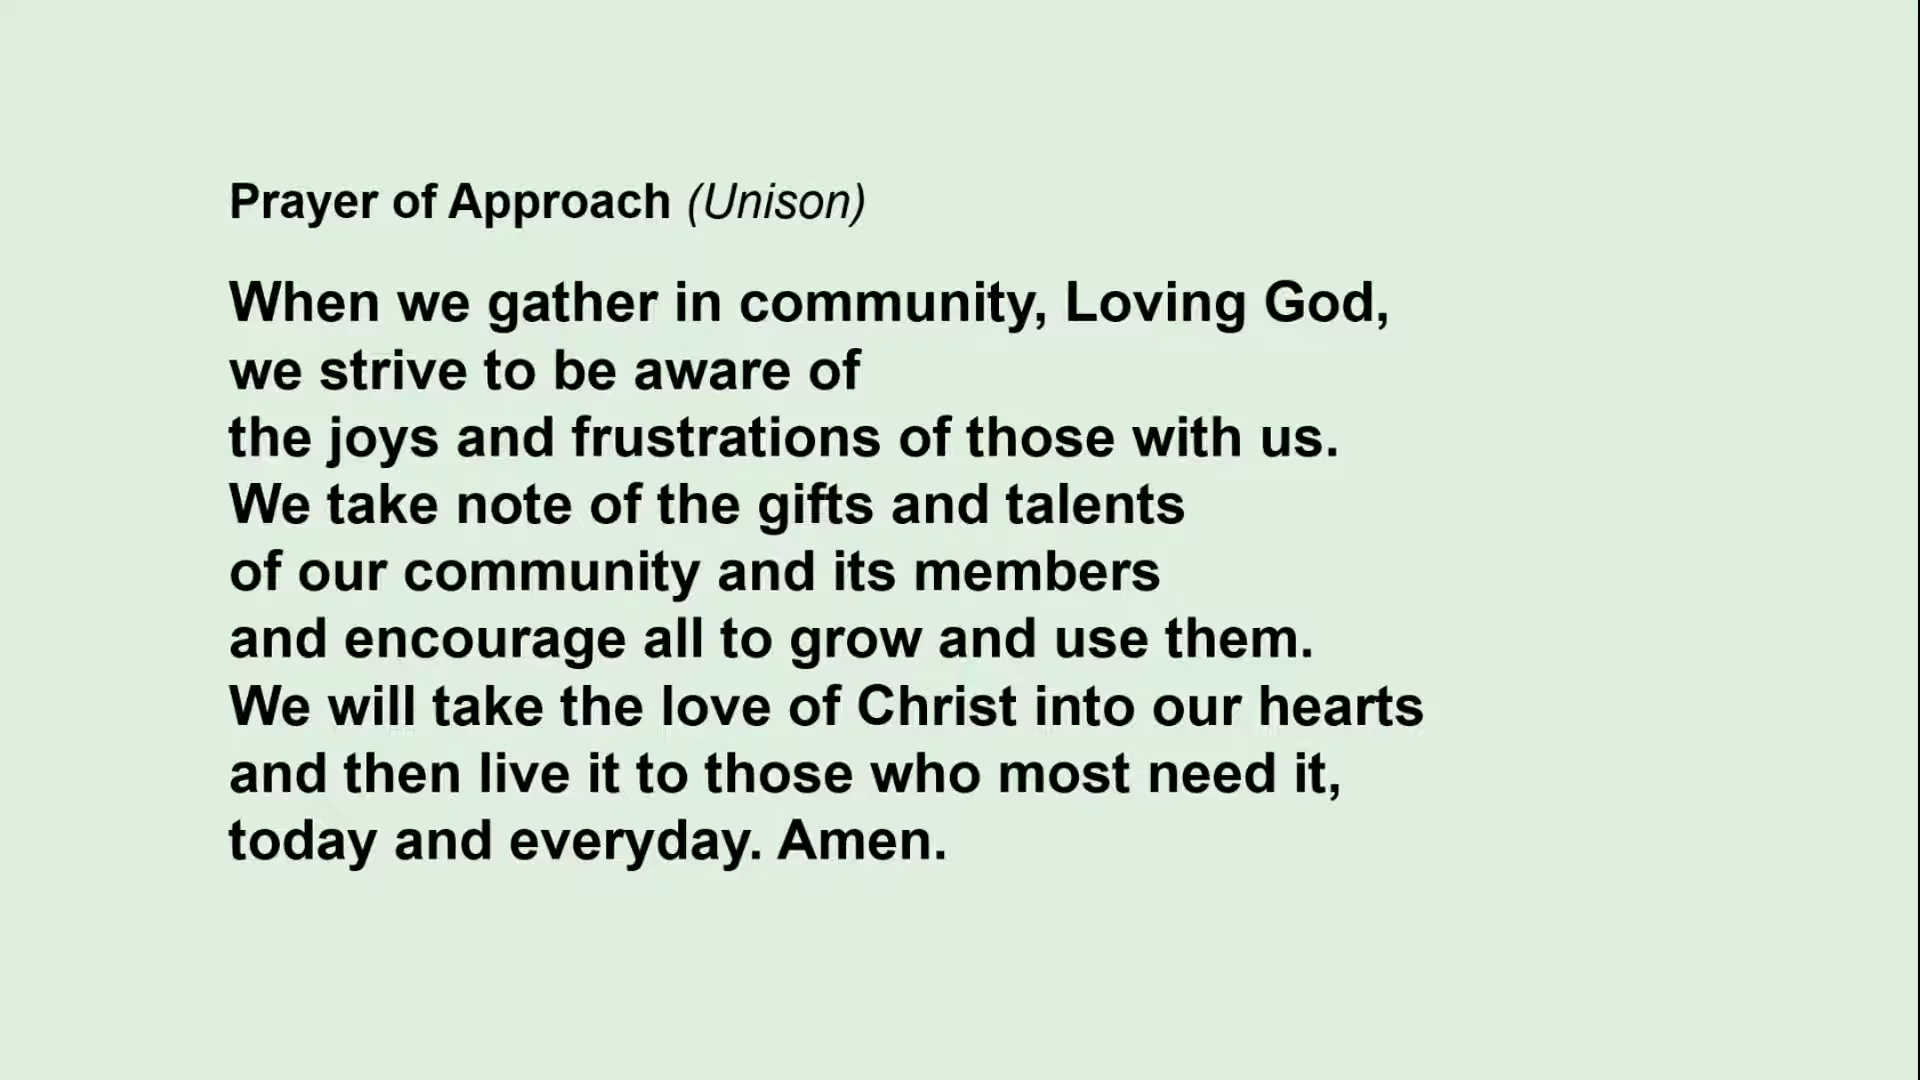 Prayer of Approach (Unison)
When we gather in community, Loving God,
we strive to be aware of
the joys and frustrations of those with us.
We take note of the gifts and talents
of our community and its members
and encourage all to grow and use them.
We will take the love of Christ into our hearts
and then live it to those who most need it,
today and everyday. Amen.